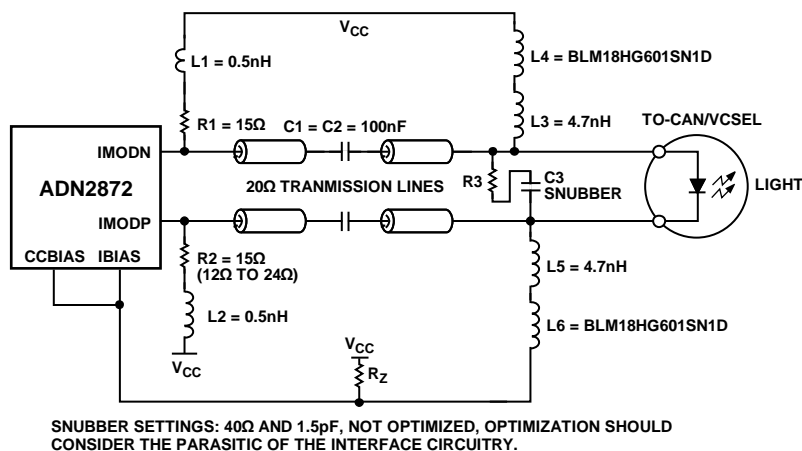 VCC
L1 = 0.5nH
L4 = BLM18HG601SN1D
R1 = 15Ω
C1 = C2 = 100nF
L3 = 4.7nH
TO-CAN/VCSEL
IMODN
ADN2872
R3
C3
SNUBBER
20Ω TRANMISSION LINES
LIGHT
IMODP
CCBIAS
IBIAS
R2 = 15Ω
(12Ω TO 24Ω)
L5 = 4.7nH
L2 = 0.5nH
L6 = BLM18HG601SN1D
VCC
VCC
RZ
SNUBBER SETTINGS: 40Ω AND 1.5pF, NOT OPTIMIZED, OPTIMIZATION SHOULD
CONSIDER THE PARASITIC OF THE INTERFACE CIRCUITRY.